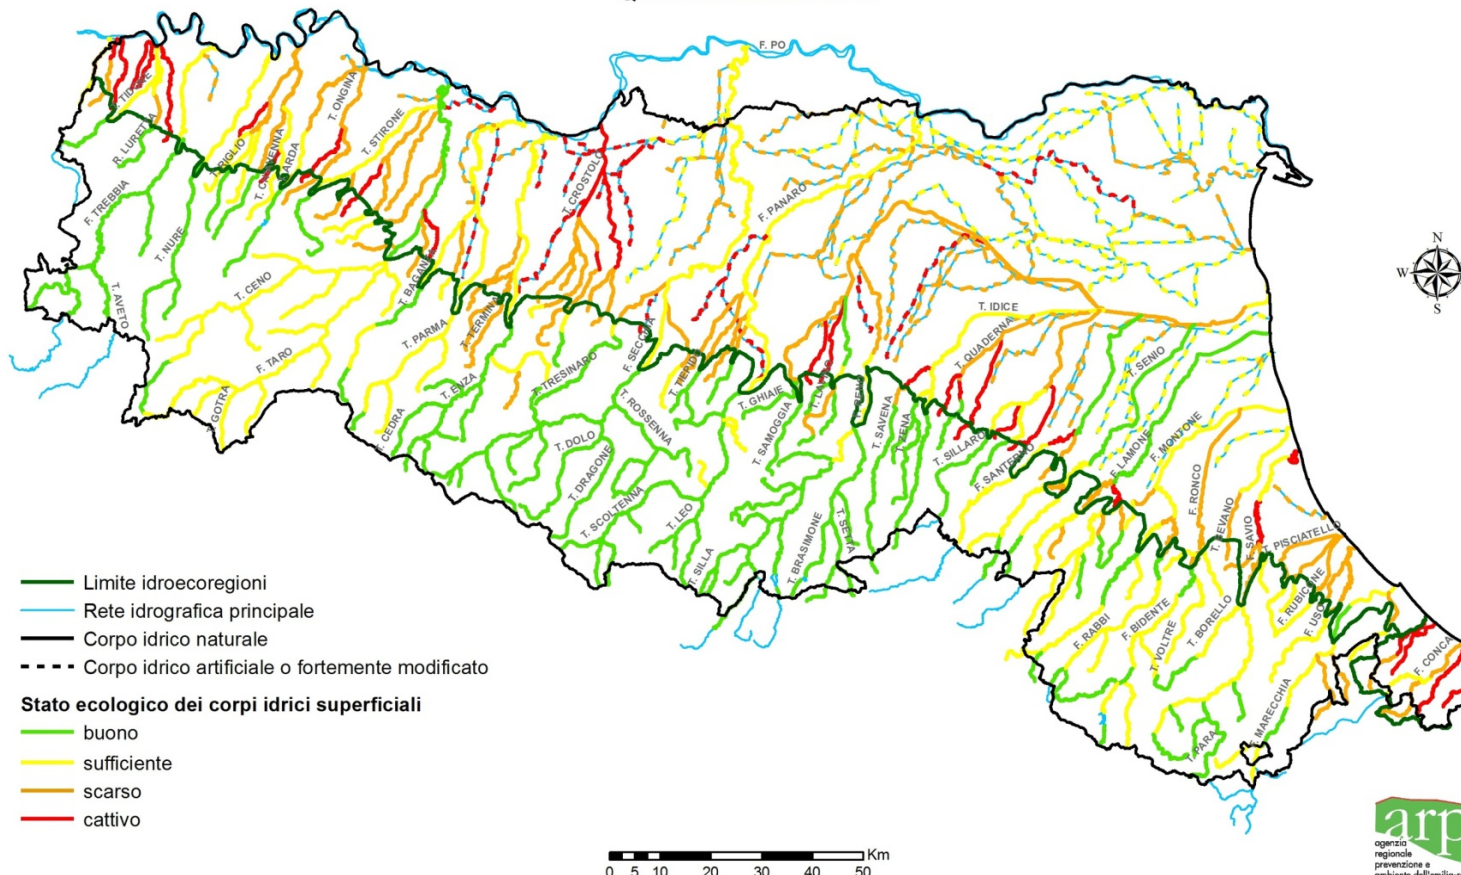 F. PO
T. TIDONE
R. LURETTA
F. TREBBIA
T. NURE
T. AVETO
T. RIGLIO
T. CHIAVENNA
T. ONGINA
T. STIRONE
T. CENO
F. TARO
T. PARMA
T. CEDRA
T. ENZA
T. CROSTOLO
T. TRESINARO
F. SECCHIA
T. ROSSENNA
T. DOLO
T. DRAGONE
T. SCOLTENNA
T. LEO
T. SILLA
T. TIEPIDO
F. PANARO
T. GHIAIE
T. SAMOGGIA
T. BRASIMONE
T. SETTA
T. SAVENA
T. ZENA
T. IDICE
T. QUADERNA
T. SILLARO
F. SANTERNO
T. SENIO
F. LAMONE
F. MONTONE
F. RONCO
T. BEVANO
F. SAVIO
T. PISCIATELLO
F. RUBICONE
F. USO
F. RABBI
F. BIDENTE
T. VOLTRE
T. BORELLO
T. PARA
F. MARECCHIA
F. CONCA
N
W
E
S
Limite idroecoregioni
Rete idrografica principale
Corpo idrico naturale
Corpo idrico artificiale o fortemente modificato
Stato ecologico dei corpi idrici superficiali
buono
sufficiente
scarso
cattivo
Km
0 5 10 20 30 40 50
arp
agenzia
regionale
prevenzione e